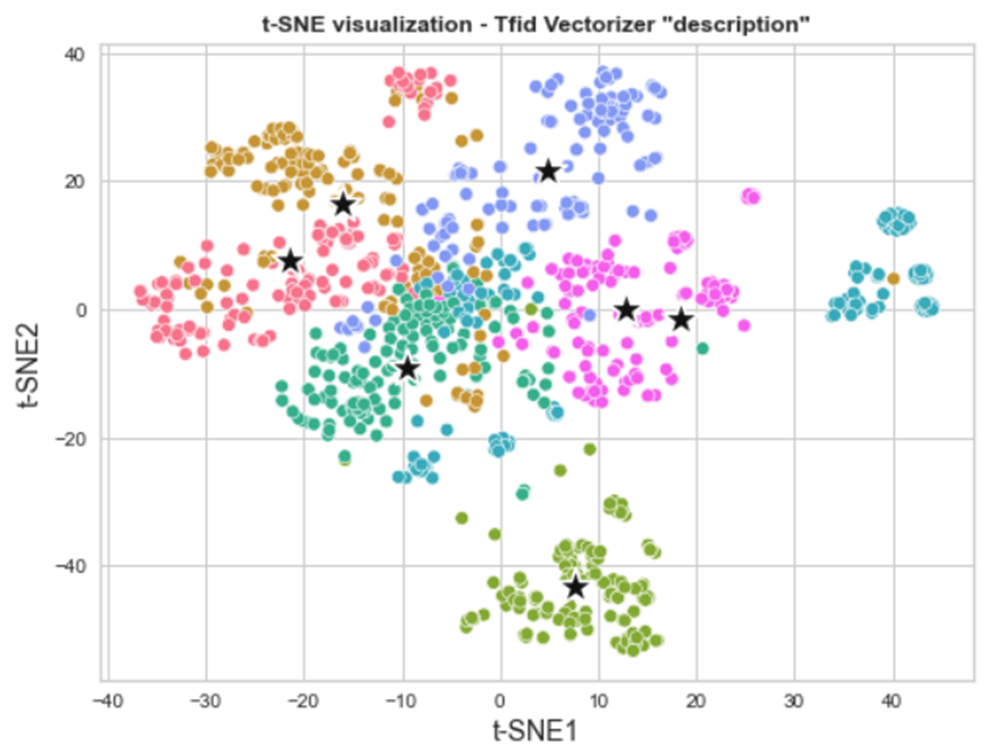 t-SNE visualization - Tfid Vectorizer "description"
40
20
0
−20
−40
t-SNE2
−40 −30 −20 −10 0 10 20 30 40
t-SNE1